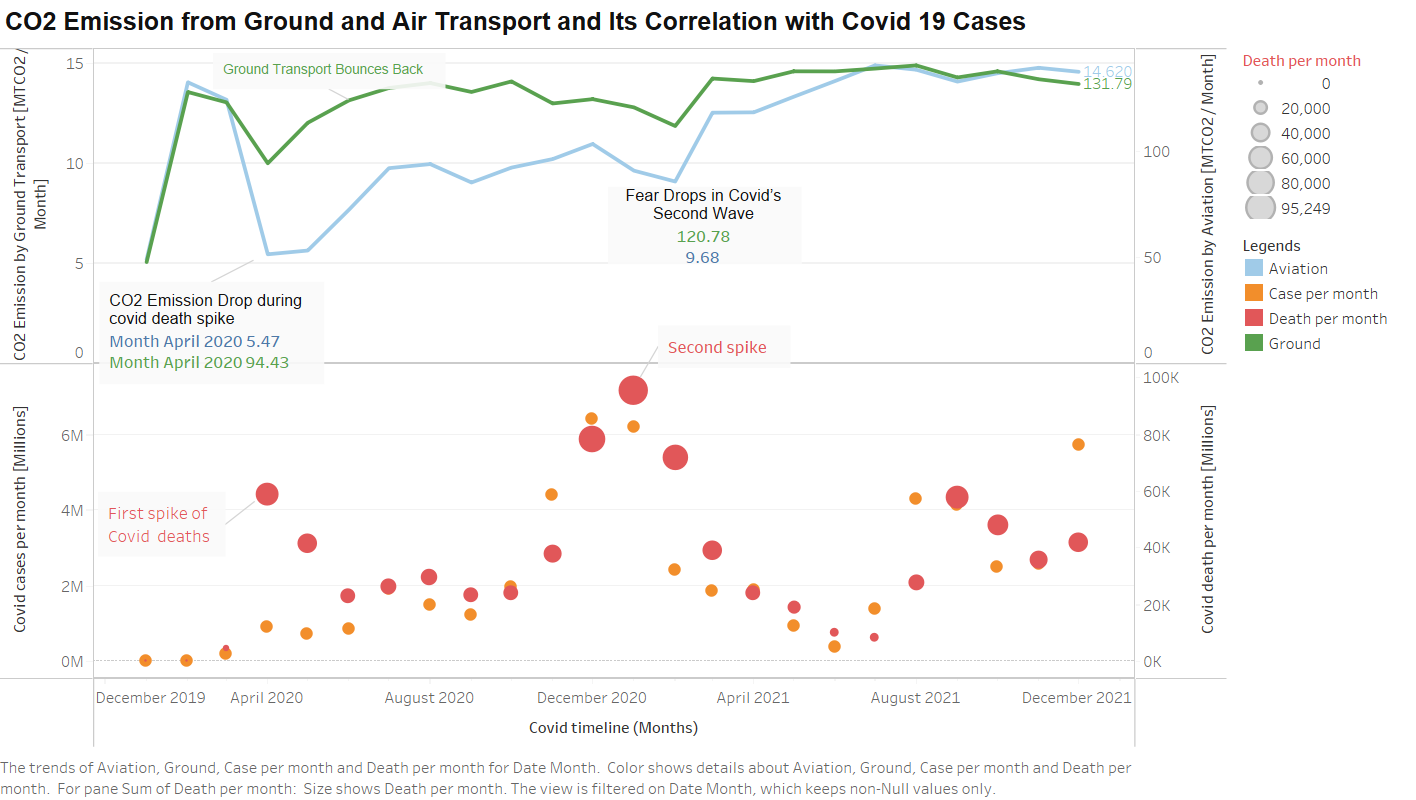 CO2 Emission from Ground and Air Transport and Its Correlation with Covid 19 Cases
CO2 Emission by Ground Transport [MTCO2 /
Month]
15
10
5
0
Ground Transport Bounces Back
14.620
131.79
Fear Drops in Covid’s
Second Wave
120.78
9.68
CO2 Emission Drop during
covid death spike
Month April 2020 5.47
Month April 2020 94.43
100
50
0
CO2 Emission by Aviation [MTCO2 / Month]
Second spike
First spike of
Covid deaths
Covid cases per month [Millions]
6M
4M
2M
0M
100K
80K
60K
40K
20K
0K
Covid death per month [Millions]
December 2019
April 2020
August 2020
December 2020
April 2021
August 2021
December 2021
Covid timeline (Months)
Death per month
0
20,000
40,000
60,000
80,000
95,249
Legends
Aviation
Case per month
Death per month
Ground
The trends of Aviation, Ground, Case per month and Death per month for Date Month. Color shows details about Aviation, Ground, Case per month and Death per
month. For pane Sum of Death per month: Size shows Death per month. The view is filtered on Date Month, which keeps non-Null values only.